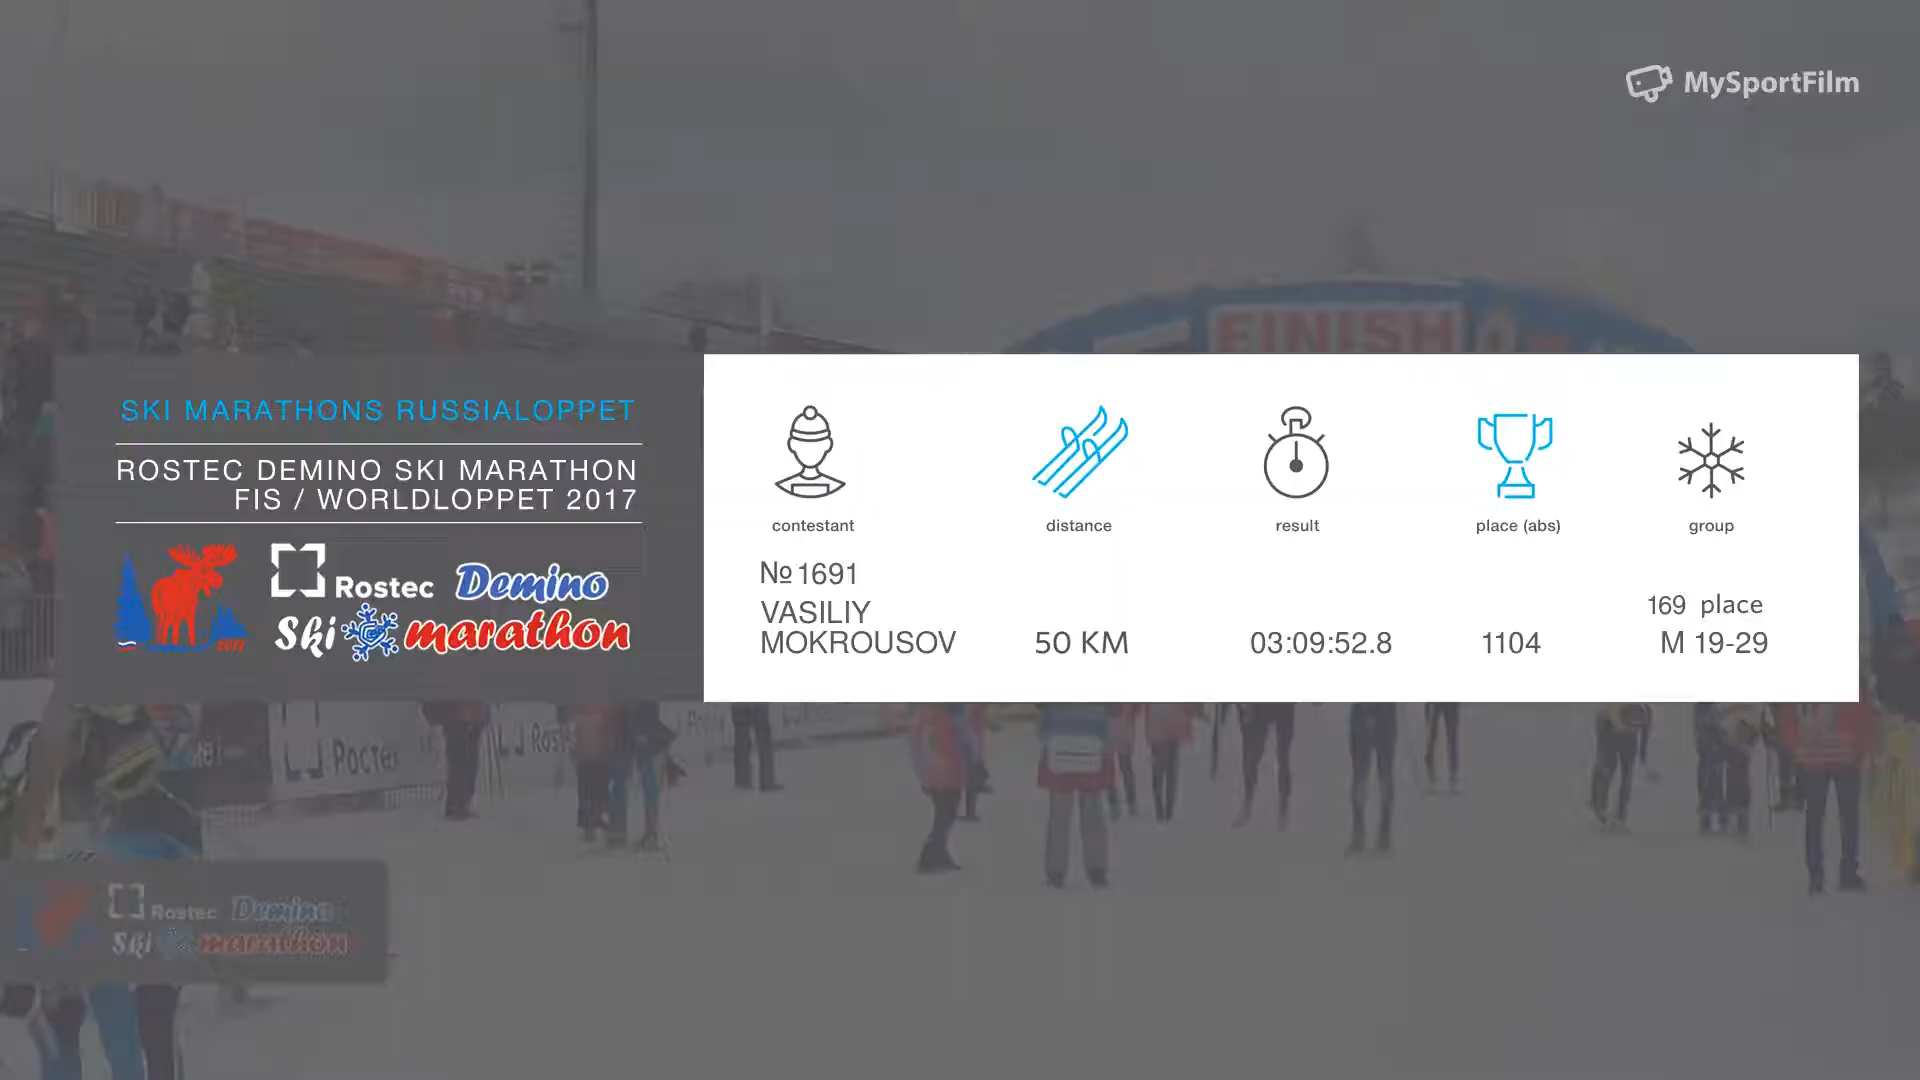 MySportFilm
FINISH
SKI MARATHONS RUSSIALOPPET
ROSTEC DEMINO SKI MARATHON
FIS / WORLDLOPPET 2017
2017
Rostec Demino
Ski marathon
contestant
distance
result
place (abs)
group
№1691
VASILIY
MOKROUSOV
50 KM
03:09:52.8
1104
169 place
M 19-29
Ростех
Rostec Demino
Ski marathon